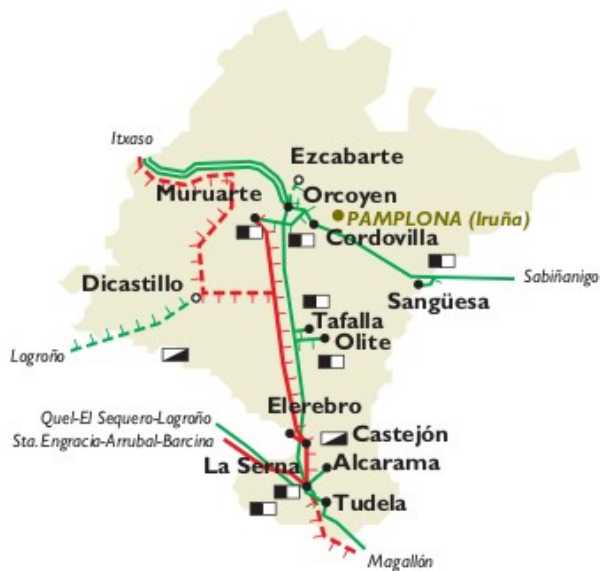 Itxaso
Ezcabarte
Muruarte
Orcoyen
PAMPLONA (Iruña)
Cordovilla
Dicastillo
Sabiñanigo
Sangüesa
Tafalla
Olite
Logroño
Elerebro
Quel-El Sequero-Logroño
Castejón
Sta. Engracia-Arrubal-Barcina
La Serna
Alcarama
Tudela
Magallón